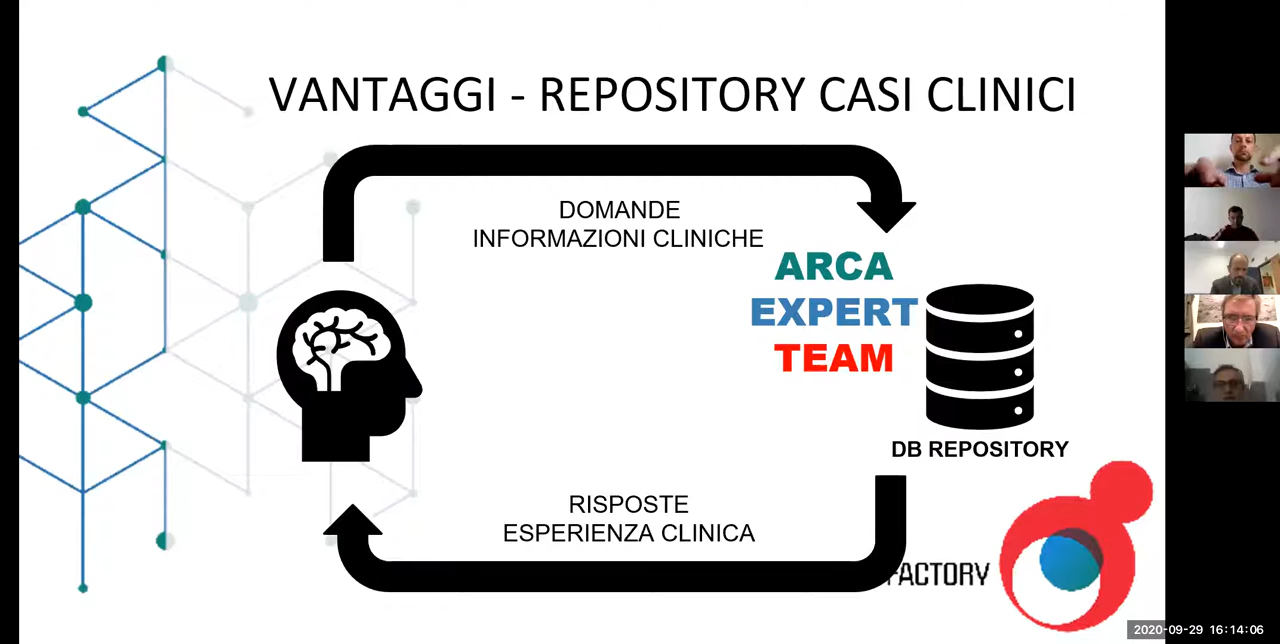 VANTAGGI - REPOSITORY CASI CLINICI
DOMANDE
INFORMAZIONI CLINICHE
ARCA
EXPERT
TEAM
DB REPOSITORY
RISPOSTE
ESPERIENZA CLINICA
FACTORY
2020-09-29 16:14:06